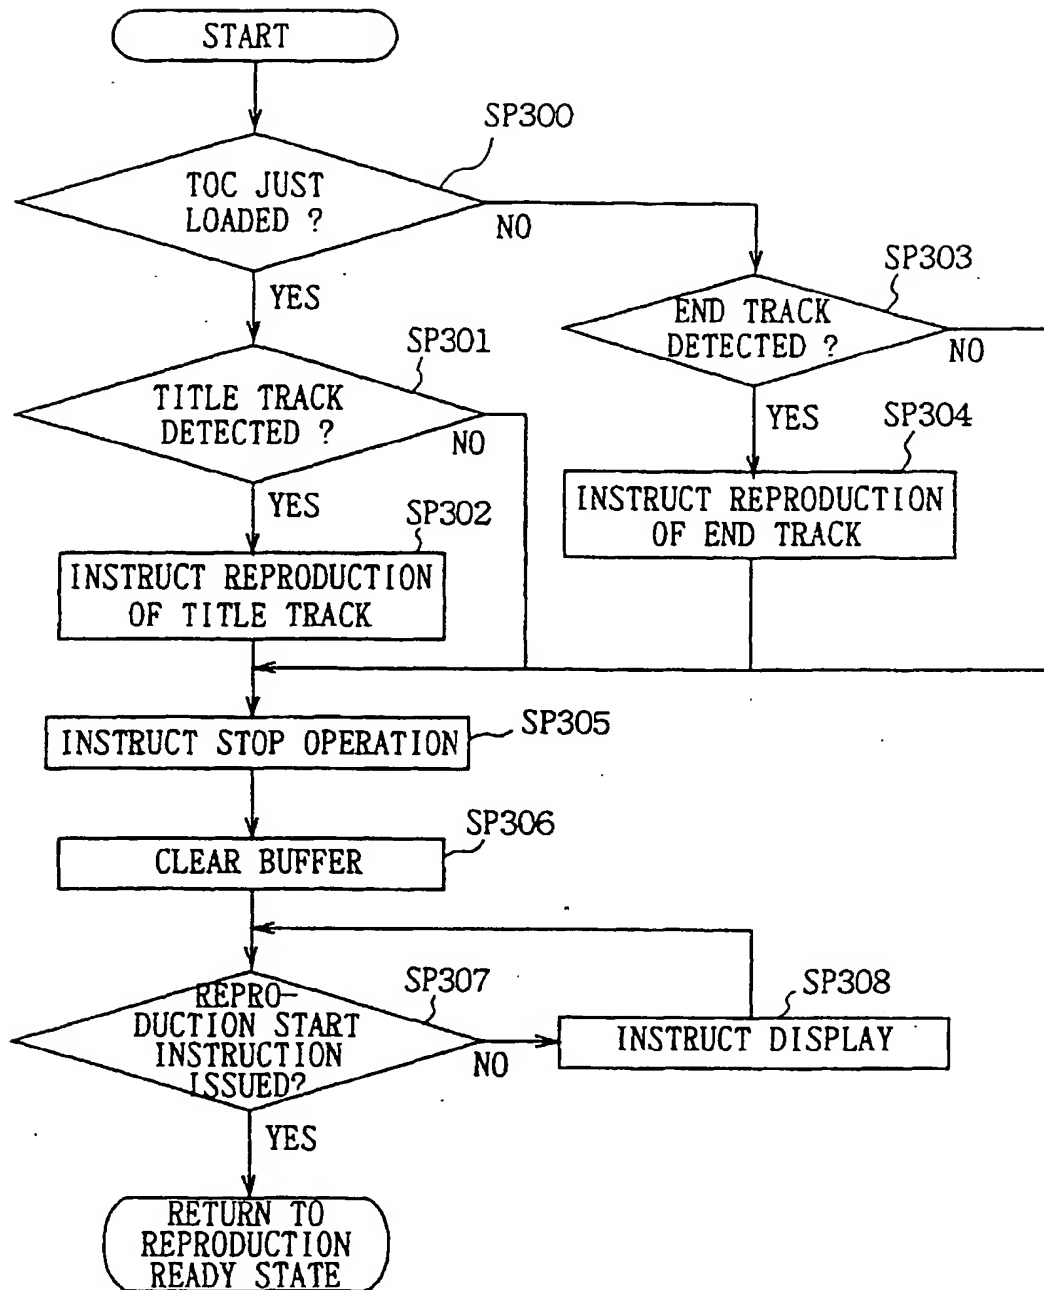 START
SP300
TOC JUST
LOADED ?
NO
YES
SP303
END TRACK
DETECTED ?
NO
YES
SP301
TITLE TRACK
DETECTED ?
NO
YES
SP304
INSTRUCT REPRODUCTION
OF END TRACK
SP302
INSTRUCT REPRODUCTION
OF TITLE TRACK
INSTRUCT STOP OPERATION
SP305
SP306
CLEAR BUFFER
SP307
REPRO-
DUCTION START
INSTRUCTION
ISSUED?
NO
YES
SP308
INSTRUCT DISPLAY
RETURN TO
REPRODUCTION
READY STATE